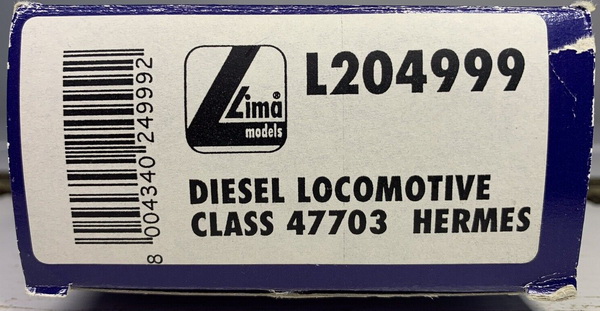 8 004340 249992
Lima®
models
L204999
DIESEL LOCOMOTIVE
CLASS 47703 HERMES